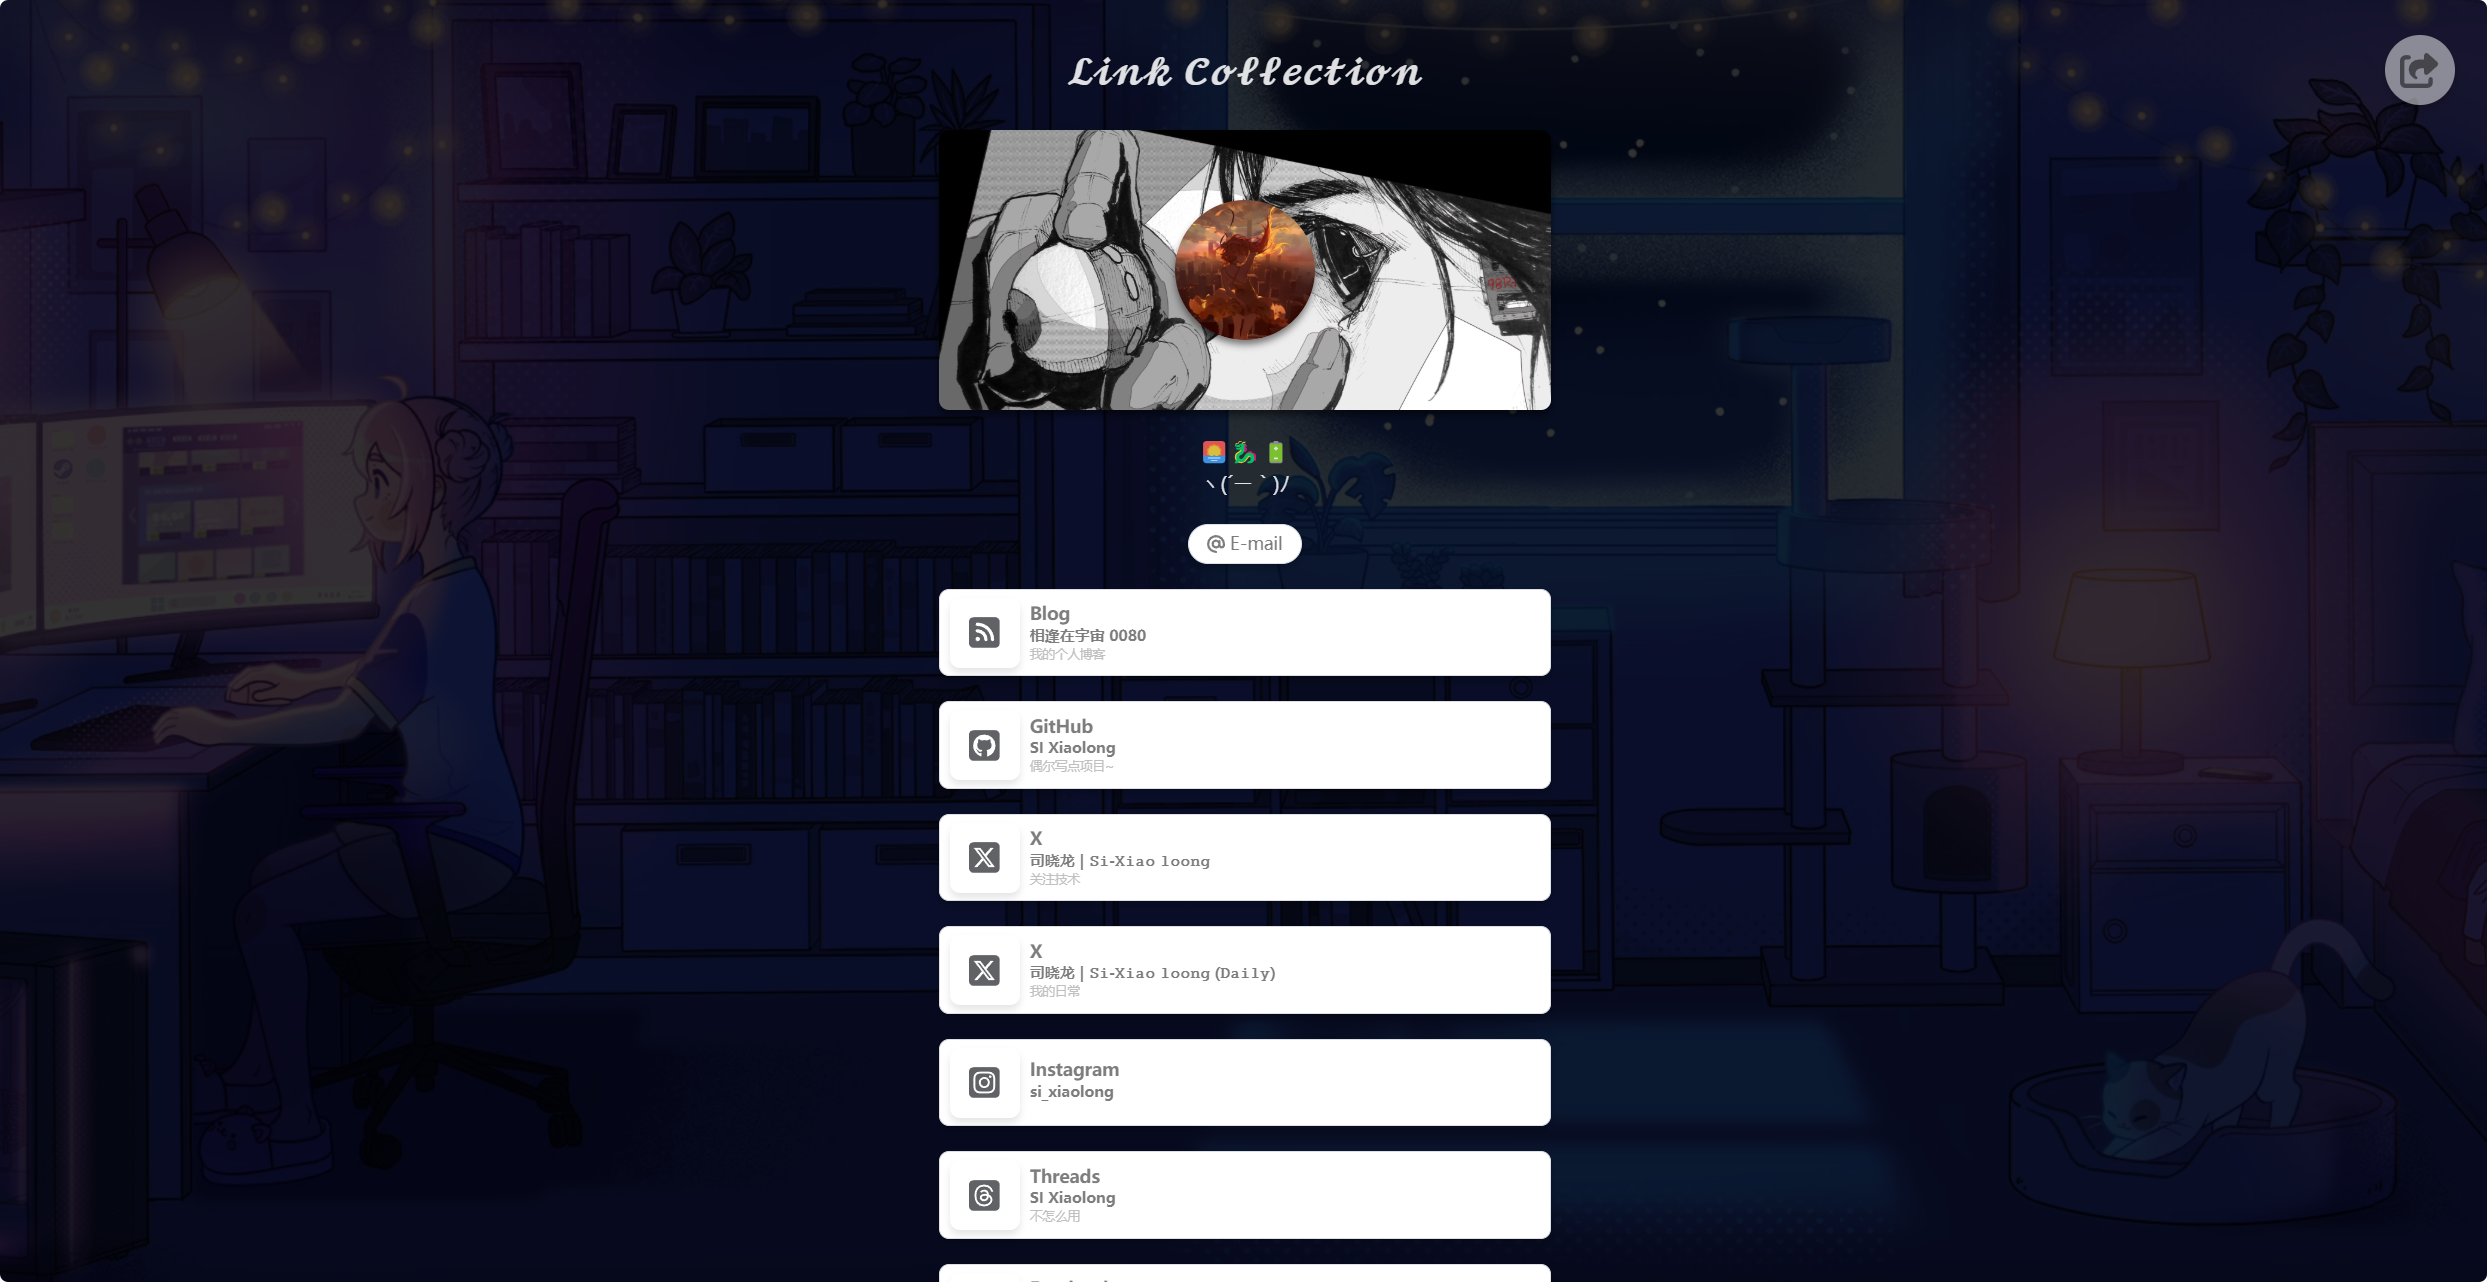 Link Collection
ヽ(´ー｀)ﾉ
E-mail
Blog
相逢在宇宙 0080
我的个人博客
GitHub
SI Xiaolong
偶尔写点项目~
X
司晓龙 | Si-Xiao loong
关注技术
X
司晓龙 | Si-Xiao loong (Daily)
我的日常
Instagram
si_xiaolong
Threads
SI Xiaolong
不怎么用